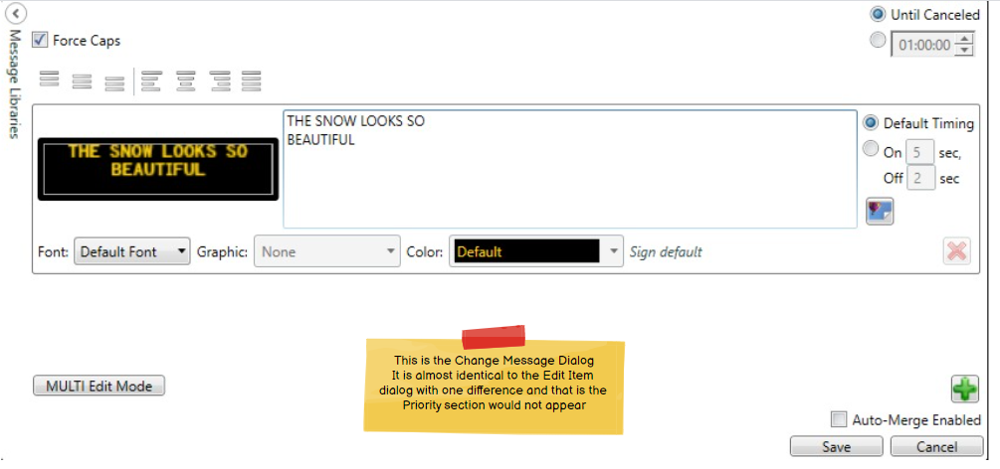 Until Canceled
Message Libraries
Force Caps
01:00:00
THE SNOW LOOKS SO
BEAUTIFUL
THE SNOW LOOKS SO
BEAUTIFUL
Default Timing
On 5 sec,
Off 2 sec
Font: Default Font Graphic: None Color: Default Sign default
This is the Change Message Dialog
It is almost identical to the Edit Item
dialog with one difference and that is the
Priority section would not appear
MULTI Edit Mode
Auto-Merge Enabled
Save Cancel